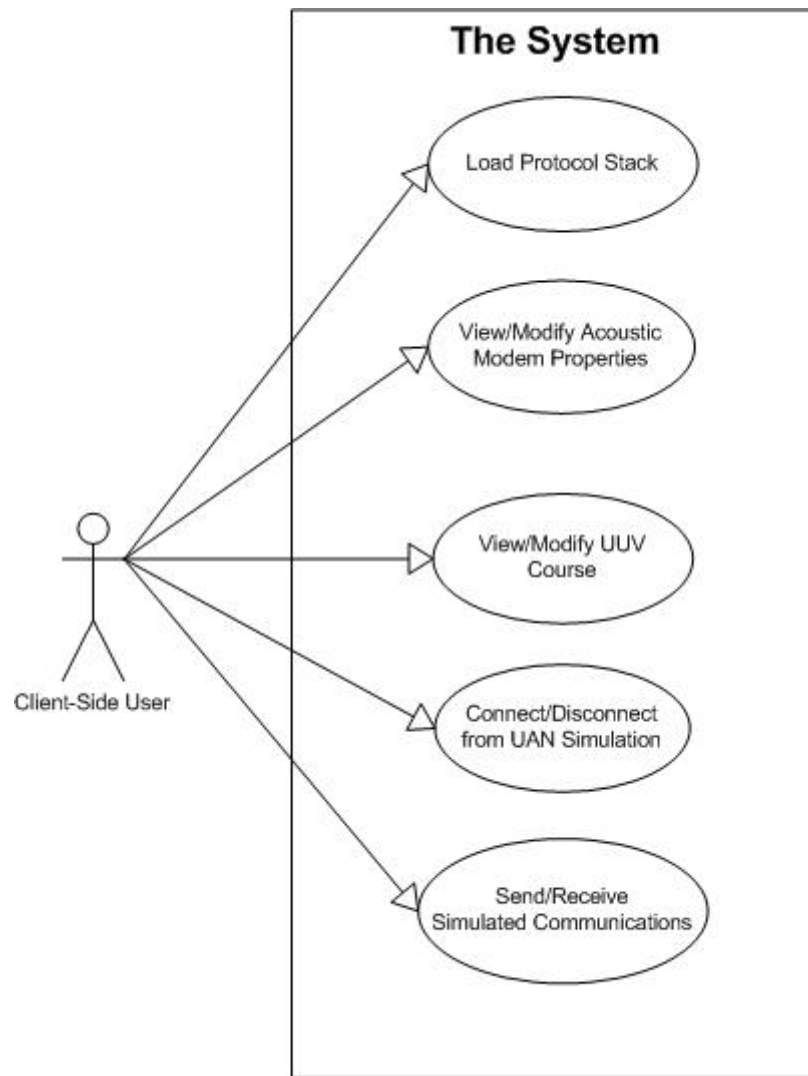 The System
Load Protocol Stack
View/Modify Acoustic
Modem Properties
View/Modify UUV
Course
Client-Side User
Connect/Disconnect
from UAN Simulation
Send/Receive
Simulated Communications